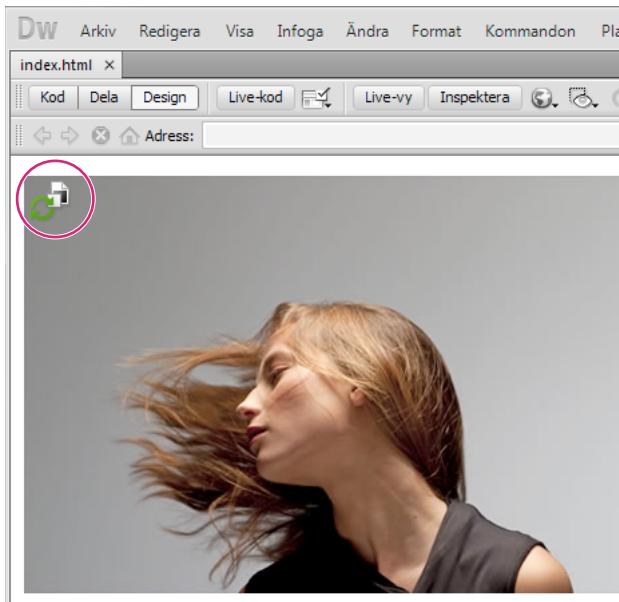 Dw Arkiv Redigera Visa Infoga Ändra Format Kommandon
index.html ×
Kod Dela Design Live-kod Live-vy Inspektera
Adress: